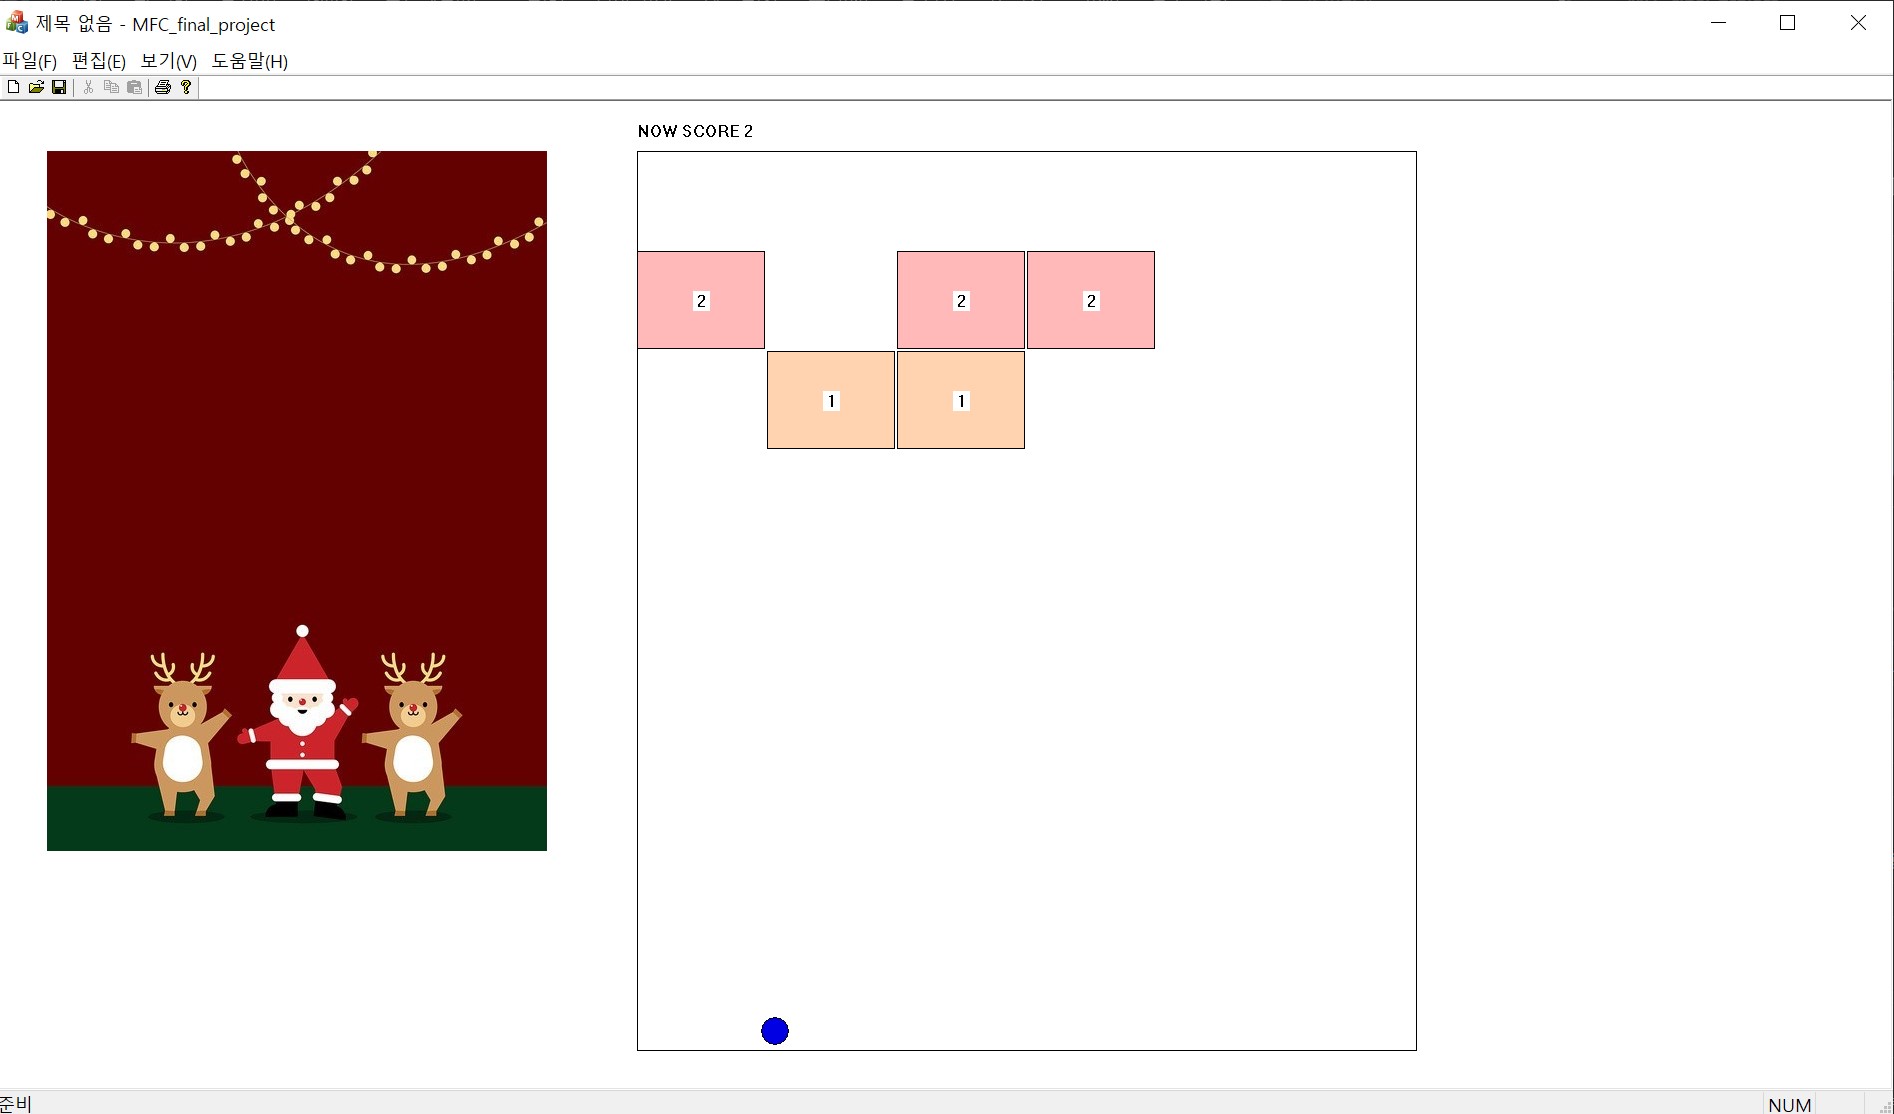 제목 없음 - MFC_final_project
파일(F) 편집(E) 보기(V) 도움말(H)
NOW SCORE 2
2 2 2
1 1
준비 NUM